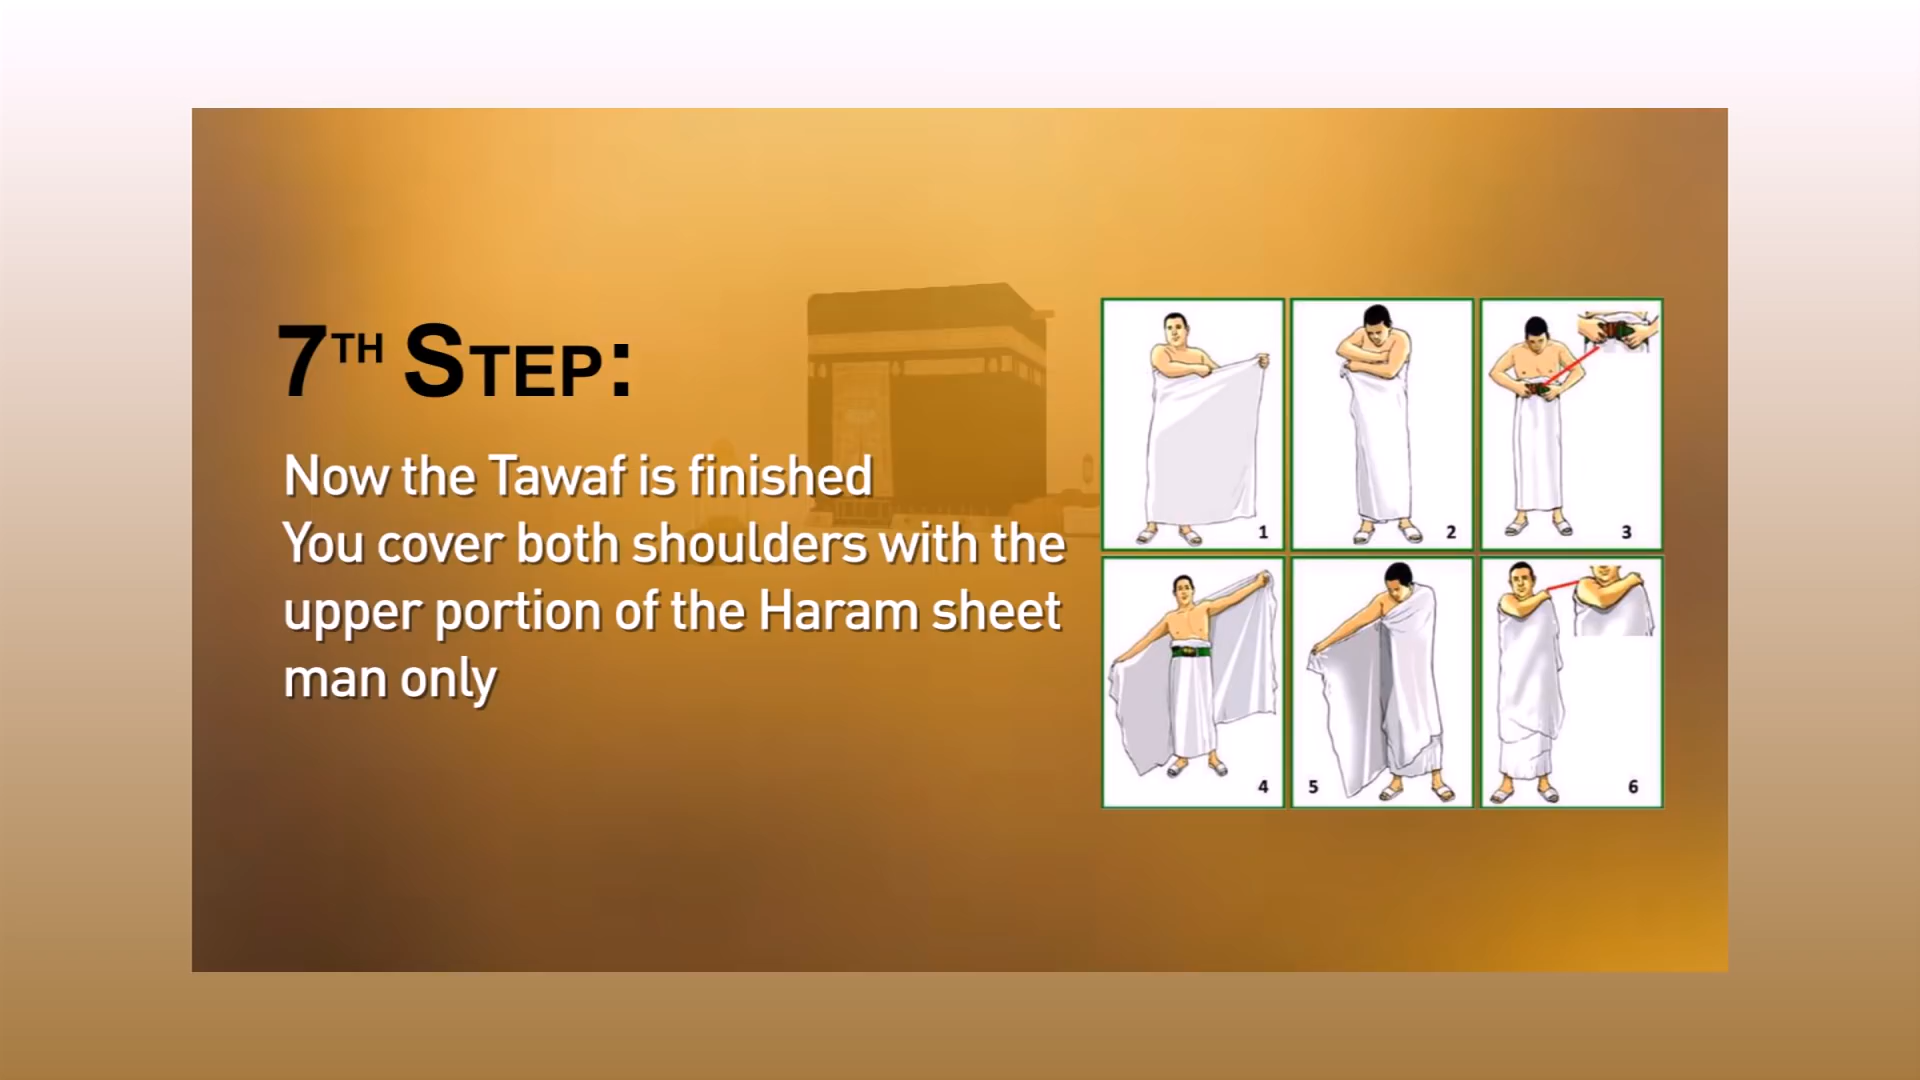 7TH STEP:
Now the Tawaf is finished
You cover both shoulders with the
upper portion of the Haram sheet
man only
1
2
3
4
5
6